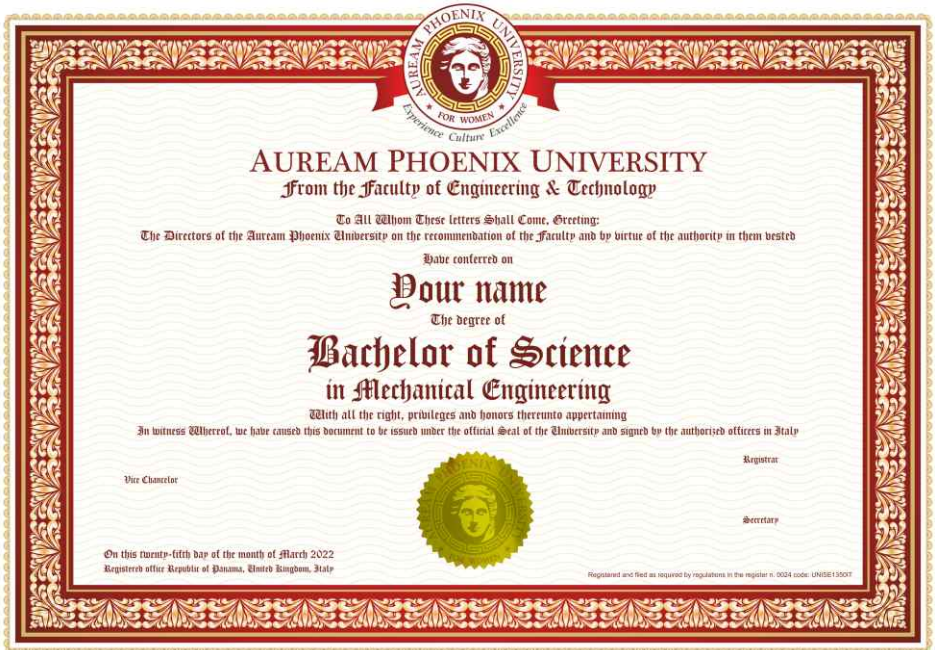 AUREAM PHOENIX UNIVERSITY
FOR WOMEN
Experience Culture Excellence
AUREAM PHOENIX UNIVERSITY
From the Faculty of Engineering & Technology
To All Whom These letters Shall Come, Greeting:
The Directors of the Auream Phoenix University on the recommendation of the Faculty and by virtue of the authority in them vested
Have conferred on
Your name
The degree of
Bachelor of Science
in Mechanical Engineering
With all the right, privileges and honors thereunto appertaining
In witness Whereof, we have caused this document to be issued under the official Seal of the University and signed by the authorized officers in Italy
Registrar
Vice Chancelor
PHOENIX UNI
Secretary
On this twenty-fifth day of the month of March 2022
Registered office Republic of Panama, United Kingdom, Italy
Registered and filed as required by regulations in the register n. 0024 code: UNISE1350IT